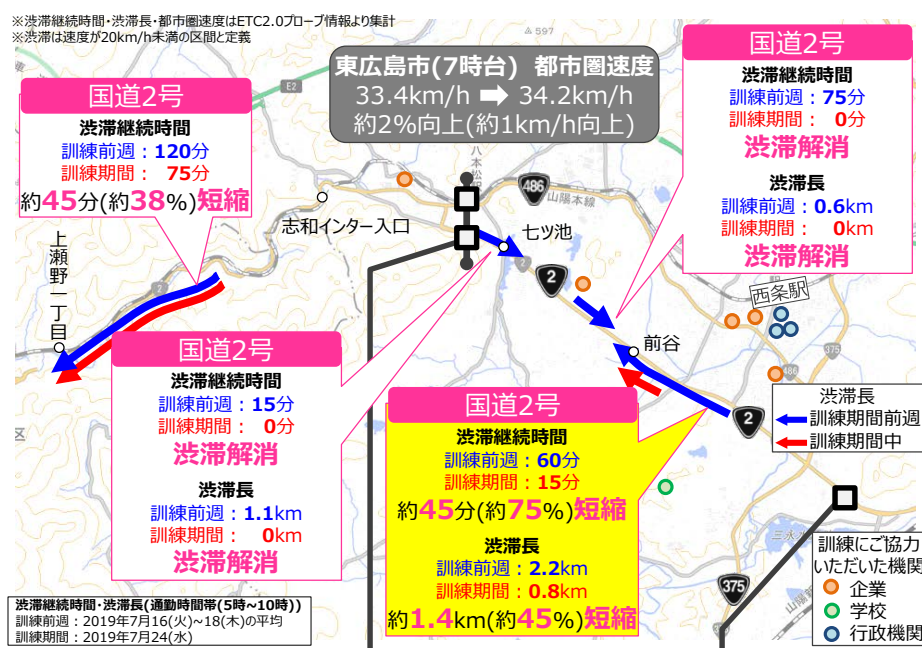 ※渋滞継続時間・渋滞長・都市圏速度はETC2.0プローブ情報より集計
※渋滞は速度が20km/h未満の区間と定義
597
E2
東広島市(7時台) 都市圏速度
33.4km/h ➡ 34.2km/h
約2%向上(約1km/h向上)
国道2号
渋滞継続時間
訓練前週：120分
訓練期間： 75分
約45分(約38%)短縮
国道2号
渋滞継続時間
訓練前週：75分
訓練期間： 0分
渋滞解消
渋滞長
訓練前週：0.6km
訓練期間： 0km
渋滞解消
八本松
486
山陽本線
志和インター入口
七ツ池
2
2
2
上瀬野一丁目
西条駅
前谷
375
486
2
区
国道2号
渋滞継続時間
訓練前週：15分
訓練期間： 0分
渋滞解消
渋滞長
訓練前週：1.1km
訓練期間： 0km
渋滞解消
国道2号
渋滞継続時間
訓練前週：60分
訓練期間：15分
約45分(約75%)短縮
渋滞長
訓練前週：2.2km
訓練期間：0.8km
約1.4km(約45%)短縮
渋滞長
訓練期間前週
訓練期間中
375
訓練にご協力
いただいた機関
企業
学校
行政機関
渋滞継続時間・渋滞長(通勤時間帯(5時~10時))
訓練前週：2019年7月16(火)~18(木)の平均
訓練期間：2019年7月24(水)